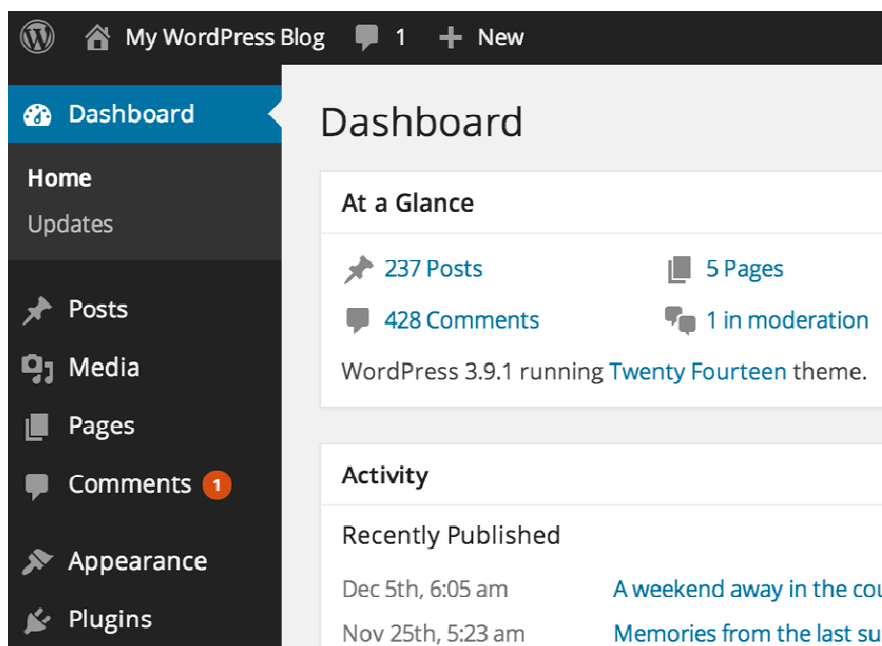 My WordPress Blog 1 New
Dashboard
Home
Updates
Posts
Media
Pages
Comments 1
Appearance
Plugins
Dashboard
At a Glance
237 Posts 5 Pages
428 Comments 1 in moderation
WordPress 3.9.1 running Twenty Fourteen theme.
Activity
Recently Published
Dec 5th, 6:05 am A weekend away in the
Nov 25th, 5:23 am Memories from the last